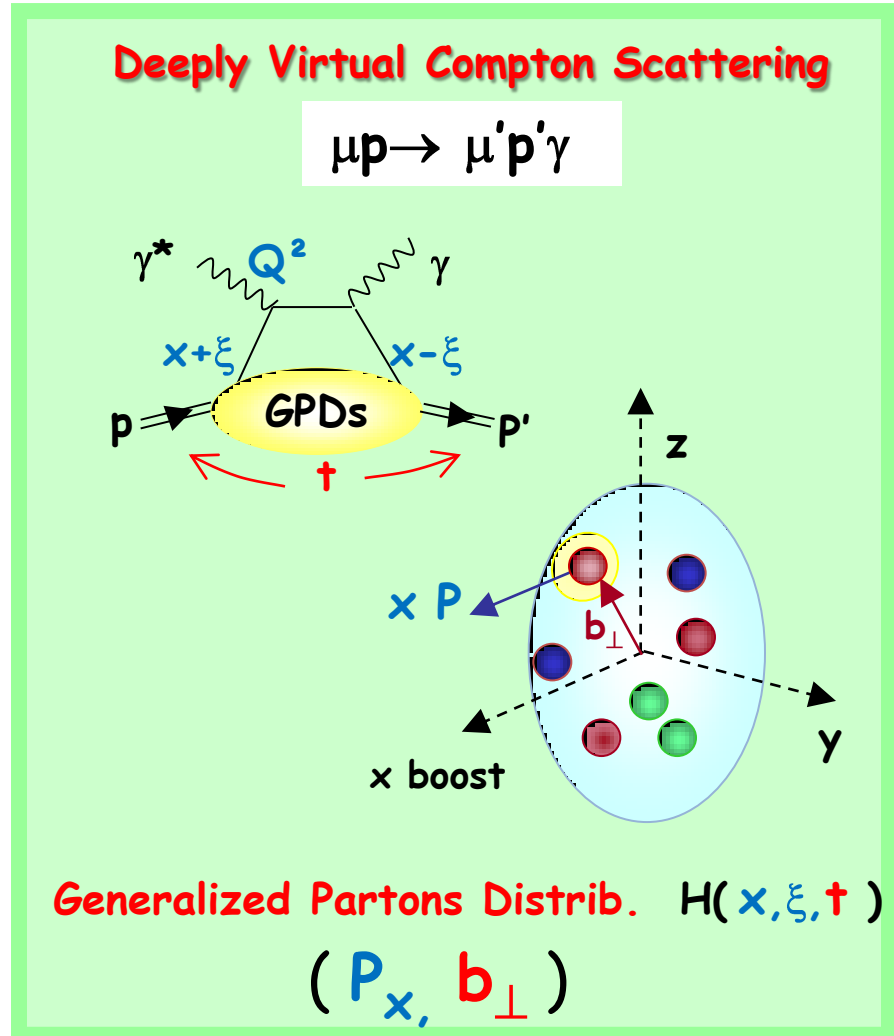 Deeply Virtual Compton Scattering
μp→ μ′p′γ
γ* Q² γ
x+ξ x-ξ
p GPDs P'
t
z
x P
b⊥
y
x boost
Generalized Partons Distrib. H( x,ξ,t )
( Pₓ, b⊥ )